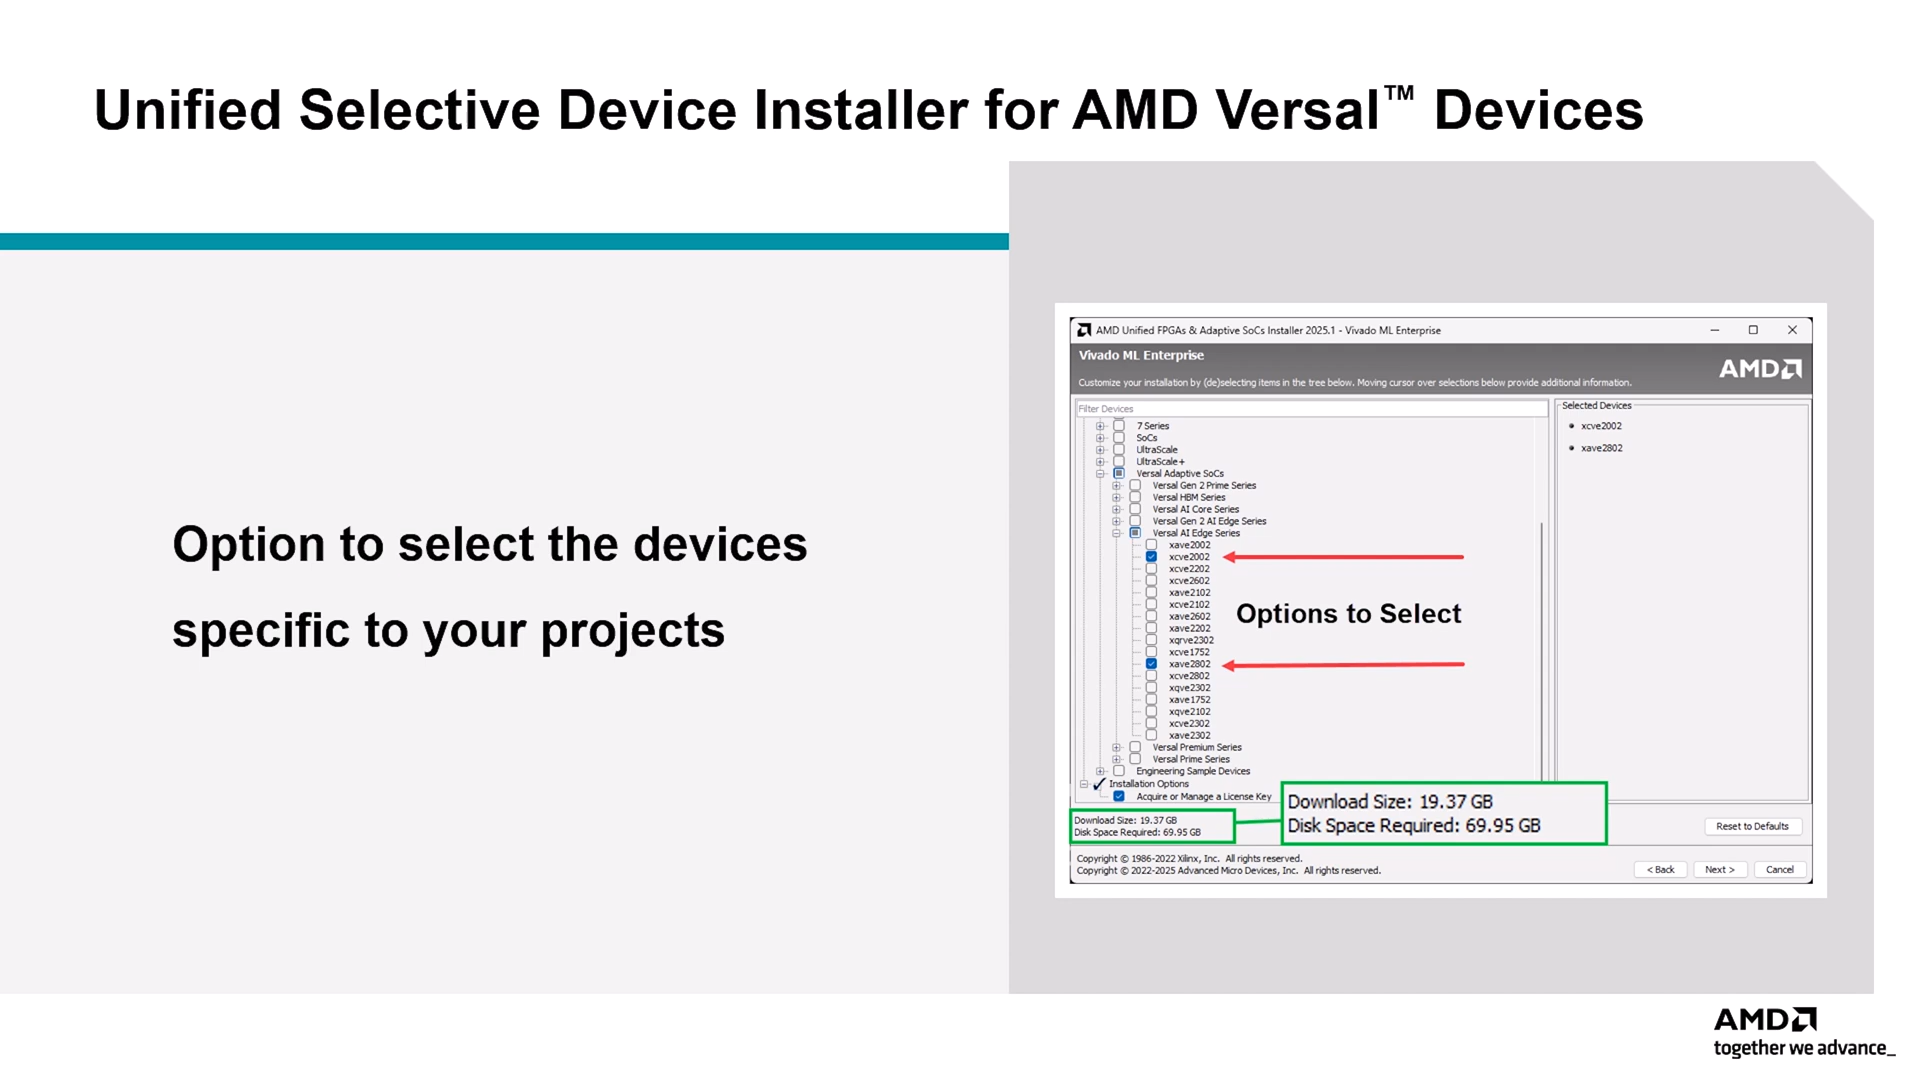 Unified Selective Device Installer for AMD Versal™ Devices
Option to select the devices
specific to your projects
AMD Unified FPGAs & Adaptive SoCs Installer 2025.1 - Vivado ML Enterprise
Vivado ML Enterprise
AMD
Customize your installation by (de)selecting items in the tree below. Moving cursor over selections below provide additional information.
Filter Devices
7 Series
SoCs
UltraScale
UltraScale+
Versal Adaptive SoCs
Versal Gen 2 Prime Series
Versal HBM Series
Versal AI Core Series
Versal Gen 2 AI Edge Series
Versal AI Edge Series
xave2002
xcve2002
xcve2202
xcve2602
xave2102
xcve2102
xave2602
xave2202
xqrve2302
xcve1752
xave2802
xcve2802
xqve2302
xave1752
xqve2102
xcve2302
xave2302
Versal Premium Series
Versal Prime Series
Engineering Sample Devices
Installation Options
Acquire or Manage a License Key
Options to Select
Selected Devices
xcve2002
xave2802
Download Size: 19.37 GB
Disk Space Required: 69.95 GB
Download Size: 19.37 GB
Disk Space Required: 69.95 GB
Reset to Defaults
Copyright © 1986-2022 Xilinx, Inc. All rights reserved.
Copyright © 2022-2025 Advanced Micro Devices, Inc. All rights reserved.
< Back
Next >
Cancel
AMD
together we advance_